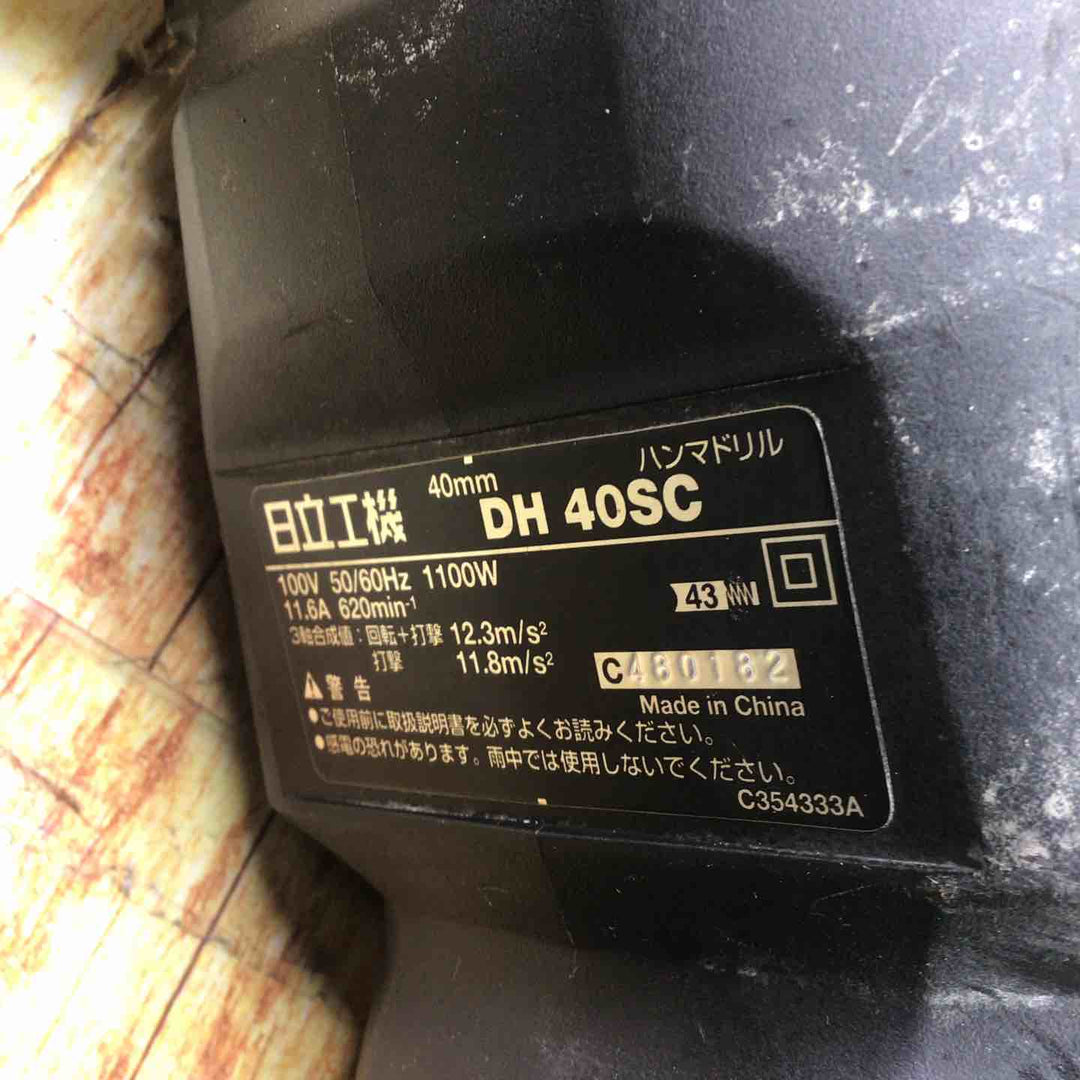 ハンマドリル
日立工機 40mm DH 40SC
100V 50/60Hz 1100W
11.6A 620min-1
43
3軸合成値：回転＋打撃 12.3m/s²
打撃 11.8m/s²
C480182
警告
Made in China
●ご使用前に取扱説明書を必ずよくお読みください。
●感電の恐れがあります。雨中では使用しないでください。
C354333A